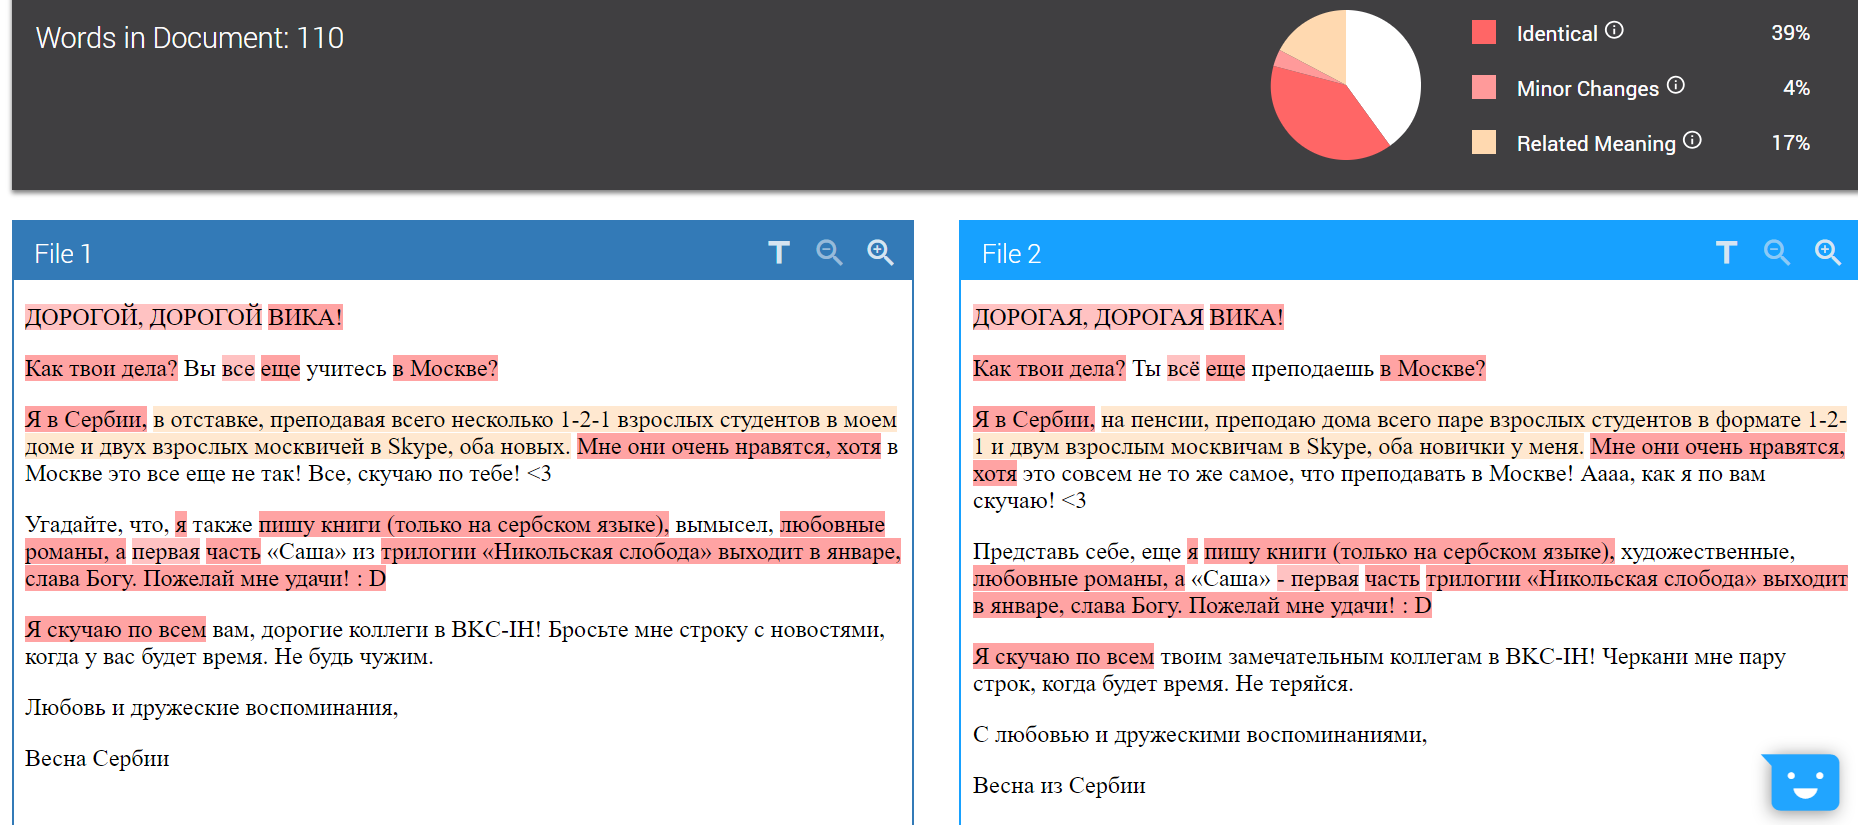 Words in Document: 110
Identical 39%
Minor Changes 4%
Related Meaning 17%
File 1
ДОРОГОЙ, ДОРОГОЙ ВИКА!
Как твои дела? Вы все еще учитесь в Москве?
Я в Сербии, в отставке, преподавая всего несколько 1-2-1 взрослых студентов в моем
доме и двух взрослых москвичей в Skype, оба новых. Мне они очень нравятся, хотя в
Москве это все еще не так! Все, скучаю по тебе! <3
Угадайте, что, я также пишу книги (только на сербском языке), вымысел, любовные
романы, а первая часть «Саша» из трилогии «Никольская слобода» выходит в январе,
слава Богу. Пожелай мне удачи! : D
Я скучаю по всем вам, дорогие коллеги в BKC-IH! Бросьте мне строку с новостями,
когда у вас будет время. Не будь чужим.
Любовь и дружеские воспоминания,
Весна Сербии
File 2
ДОРОГАЯ, ДОРОГАЯ ВИКА!
Как твои дела? Ты всё еще преподаешь в Москве?
Я в Сербии, на пенсии, преподаю дома всего паре взрослых студентов в формате 1-2-
1 и двум взрослым москвичам в Skype, оба новички у меня. Мне они очень нравятся,
хотя это совсем не то же самое, что преподавать в Москве! Аааа, как я по вам
скучаю! <3
Представь себе, еще я пишу книги (только на сербском языке), художественные,
любовные романы, а «Саша» - первая часть трилогии «Никольская слобода» выходит
в январе, слава Богу. Пожелай мне удачи! : D
Я скучаю по всем твоим замечательным коллегам в BKC-IH! Черкани мне пару
строк, когда будет время. Не теряйся.
С любовью и дружескими воспоминаниями,
Весна из Сербии